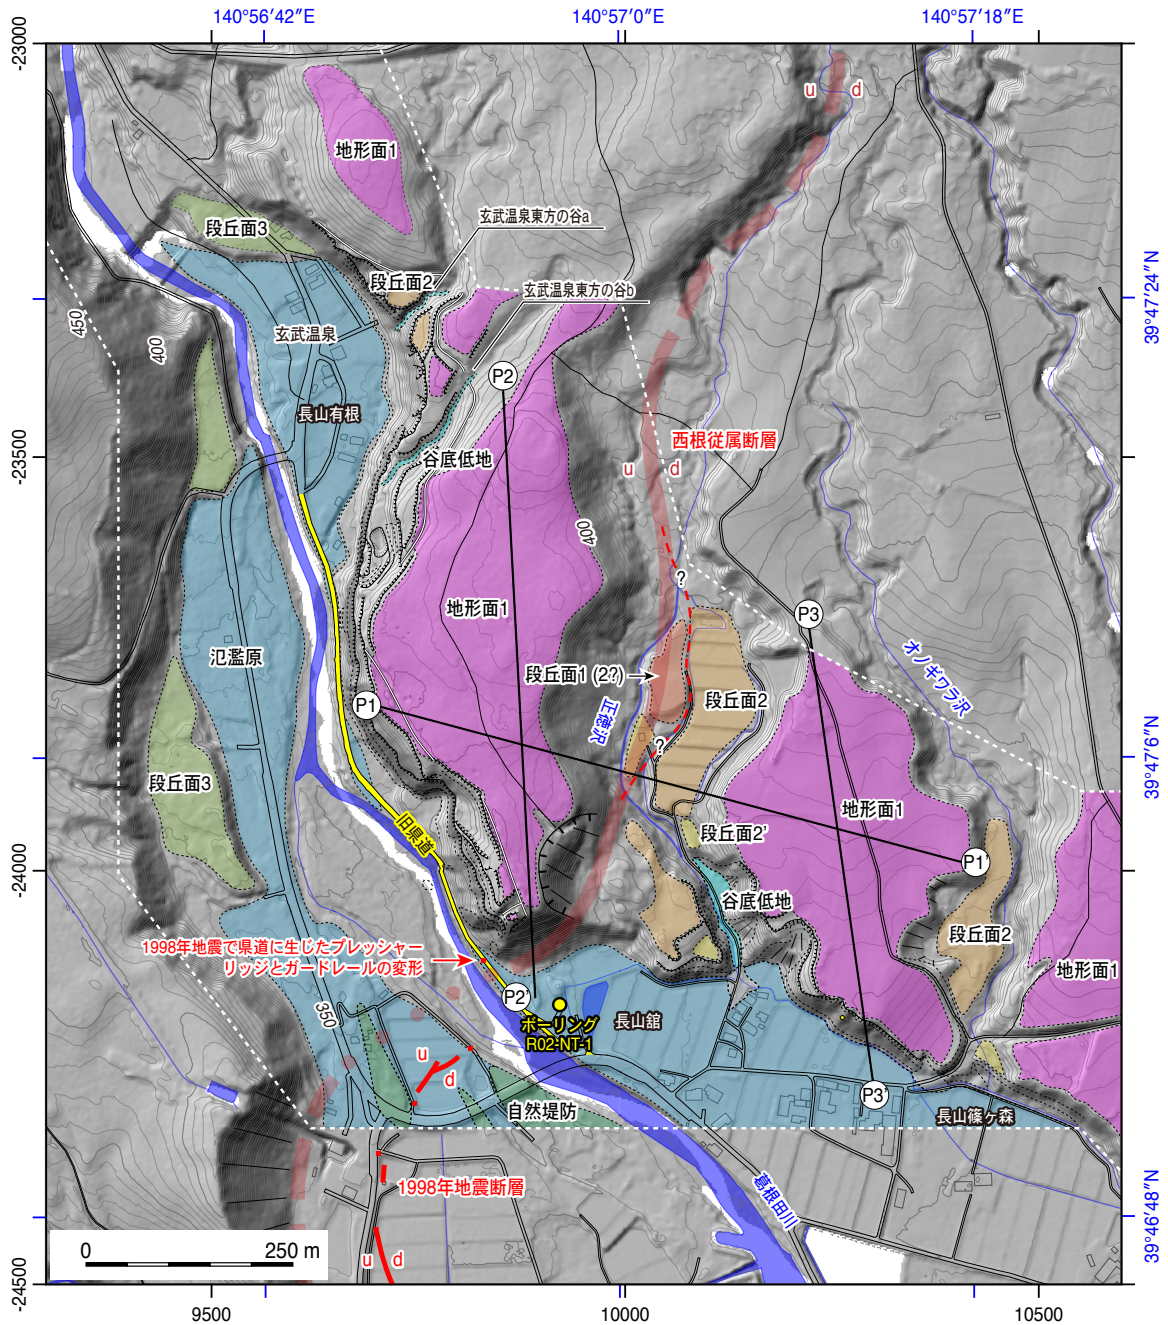 140°56′42″E
140°57′0″E
140°57′18″E
-23000
u
d
地形面1
玄武温泉東方の谷a
段丘面3
段丘面2
玄武温泉東方の谷b
39°47′24″N
450
400
玄武温泉
P2
長山有根
西根従属断層
谷底低地
u
d
-23500
400
?
地形面1
P3
氾濫原
オノギワラ沢
段丘面1 (2?)
段丘面2
P1
正徳沢
?
39°47′6″N
段丘面3
地形面1
旧県道
段丘面2'
P1'
-24000
谷底低地
段丘面2
1998年地震で県道に生じたプレッシャー
リッジとガードレールの変形
地形面1
350
P2'
ボーリング
R02-NT-1
長山舘
u
d
P3'
自然堤防
長山篠ヶ森
1998年地震断層
葛根田川
39°46′48″N
0
250 m
u
d
-24500
9500
10000
10500